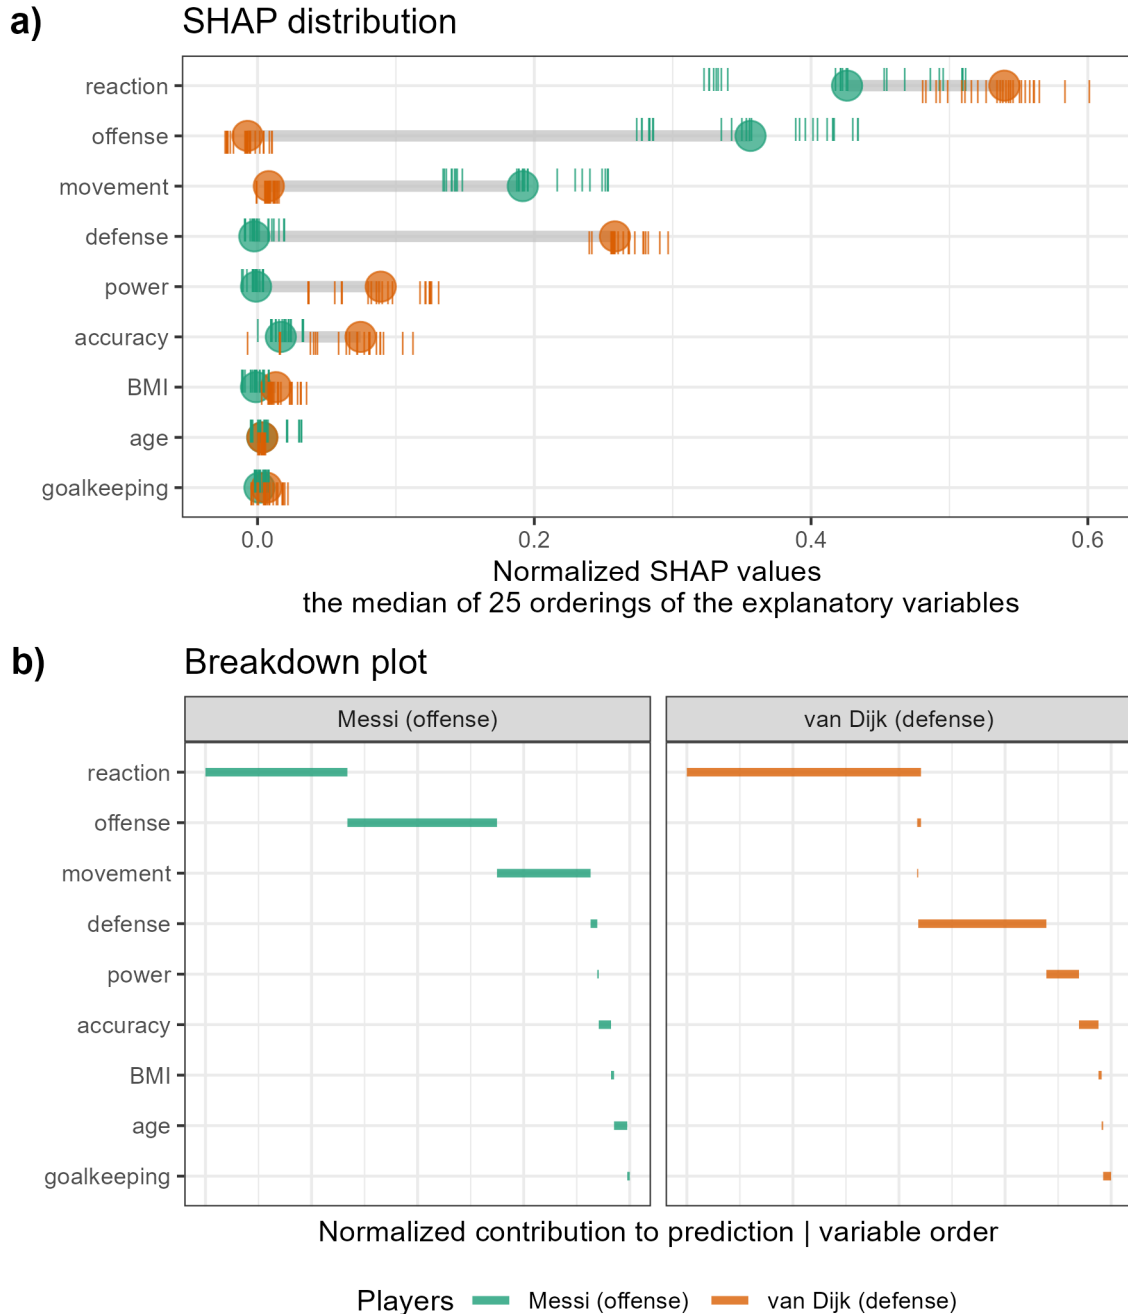 a)
SHAP distribution
reaction
offense
movement
defense
power
accuracy
BMI
age
goalkeeping
0.0 0.2 0.4 0.6
Normalized SHAP values
the median of 25 orderings of the explanatory variables
b)
Breakdown plot
Messi (offense) van Dijk (defense)
reaction
offense
movement
defense
power
accuracy
BMI
age
goalkeeping
Normalized contribution to prediction | variable order
Players Messi (offense) van Dijk (defense)